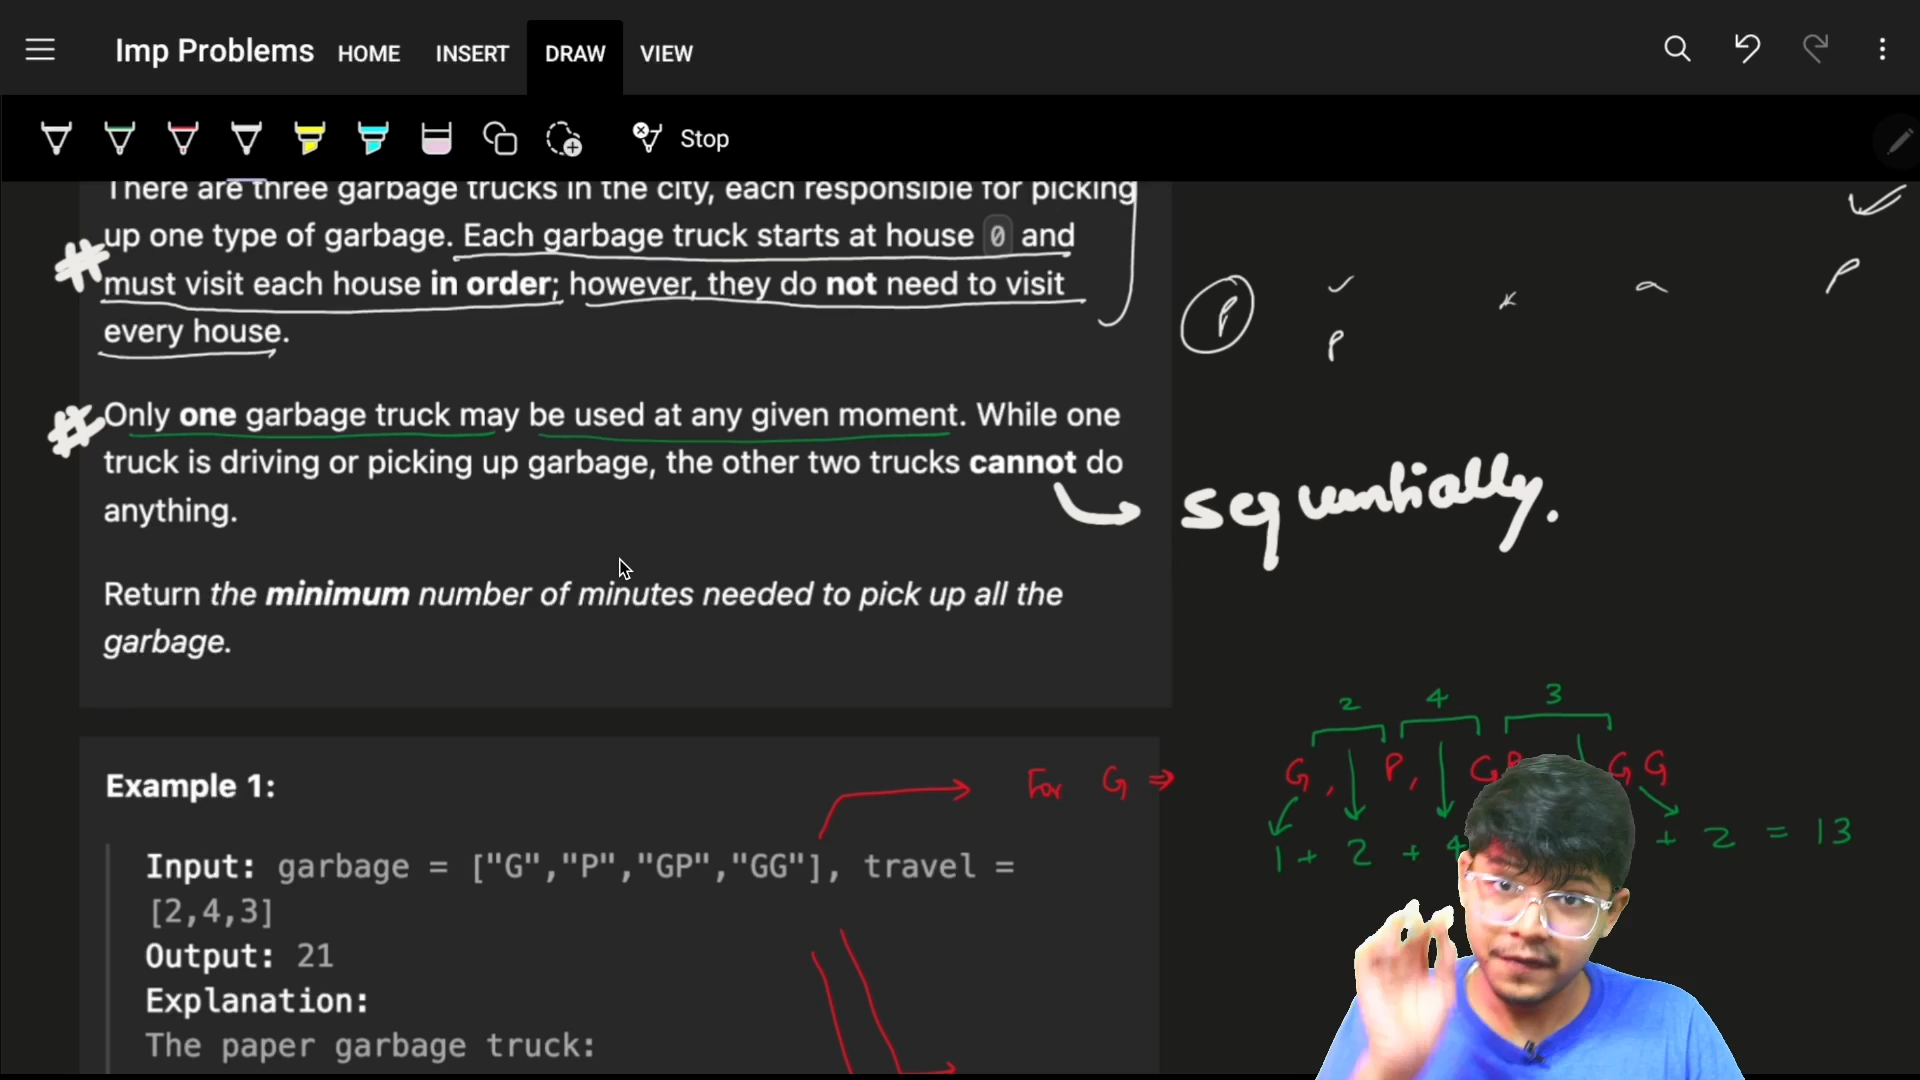 Imp Problems HOME INSERT DRAW VIEW
Stop
There are three garbage trucks in the city, each responsible for picking
up one type of garbage. Each garbage truck starts at house 0 and
must visit each house in order; however, they do not need to visit
every house.
P
P
P
Only one garbage truck may be used at any given moment. While one
truck is driving or picking up garbage, the other two trucks cannot do
anything.
sequentially.
Return the minimum number of minutes needed to pick up all the
garbage.
2 4 3
For G ⇒ G, P, GP GG
1 + 2 + 4 + 2 = 13
Example 1:
Input: garbage = ["G","P","GP","GG"], travel =
[2,4,3]
Output: 21
Explanation:
The paper garbage truck: